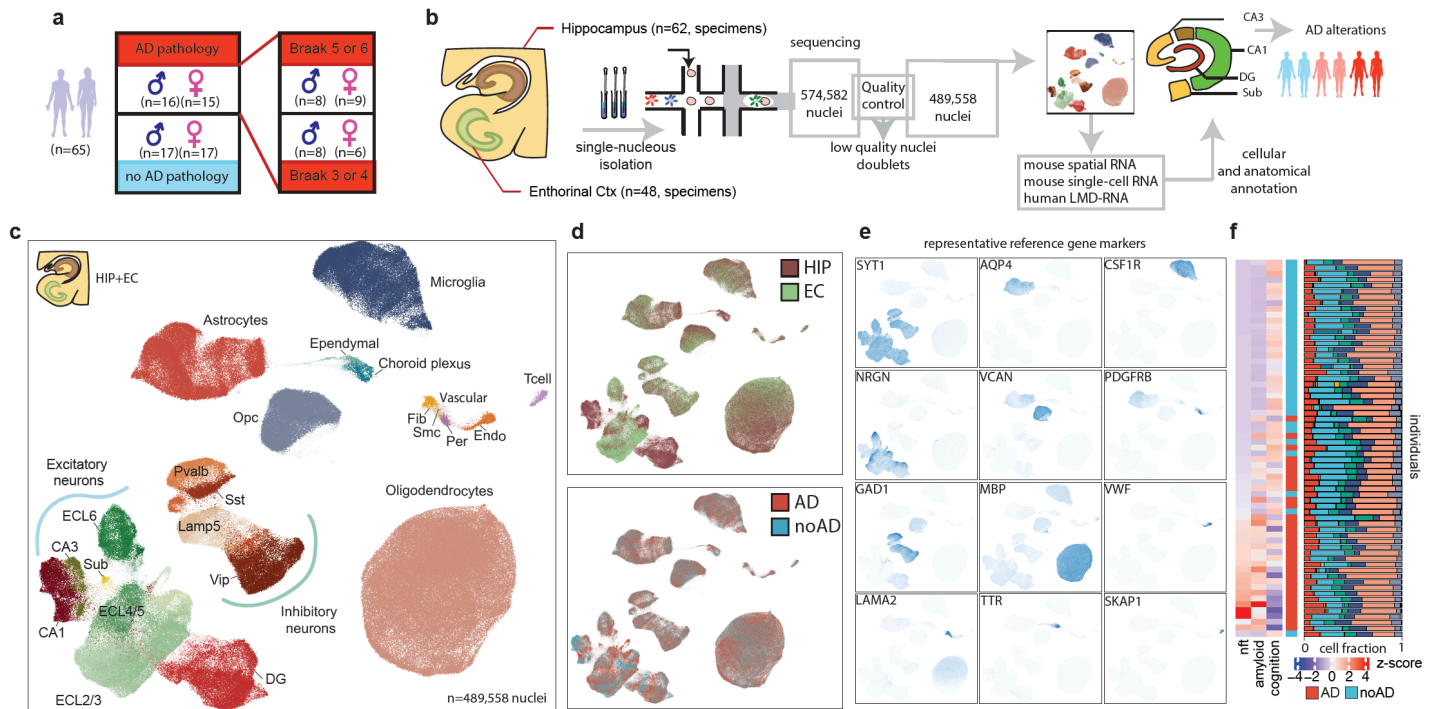 a
AD pathology
(n=16)(n=15)
(n=17)(n=17)
no AD pathology
(n=65)
Braak 5 or 6
(n=8) (n=9)
(n=8) (n=6)
Braak 3 or 4
b
Hippocampus (n=62, specimens)
Enthorinal Ctx (n=48, specimens)
single-nucleous
isolation
sequencing
574,582
nuclei
Quality
control
489,558
nuclei
low quality nuclei
doublets
mouse spatial RNA
mouse single-cell RNA
human LMD-RNA
cellular
and anatomical
annotation
CA3
CA1
DG
Sub
AD alterations
c
HIP+EC
Microglia
Astrocytes
Ependymal
Choroid plexus
Tcell
Vascular
Fib
Smc
Per
Endo
Opc
Excitatory
neurons
Pvalb
Sst
Oligodendrocytes
ECL6
Lamp5
CA3
Sub
Vip
ECL4/5
Inhibitory
neurons
CA1
DG
ECL2/3
n=489,558 nuclei
d
HIP
EC
AD
noAD
e
representative reference gene markers
SYT1
AQP4
CSF1R
NRGN
VCAN
PDGFRB
GAD1
MBP
VWF
LAMA2
TTR
SKAP1
f
individuals
nft
amyloid
cognition
0 cell fraction 1
z-score
−4−2 0 2 4
AD noAD